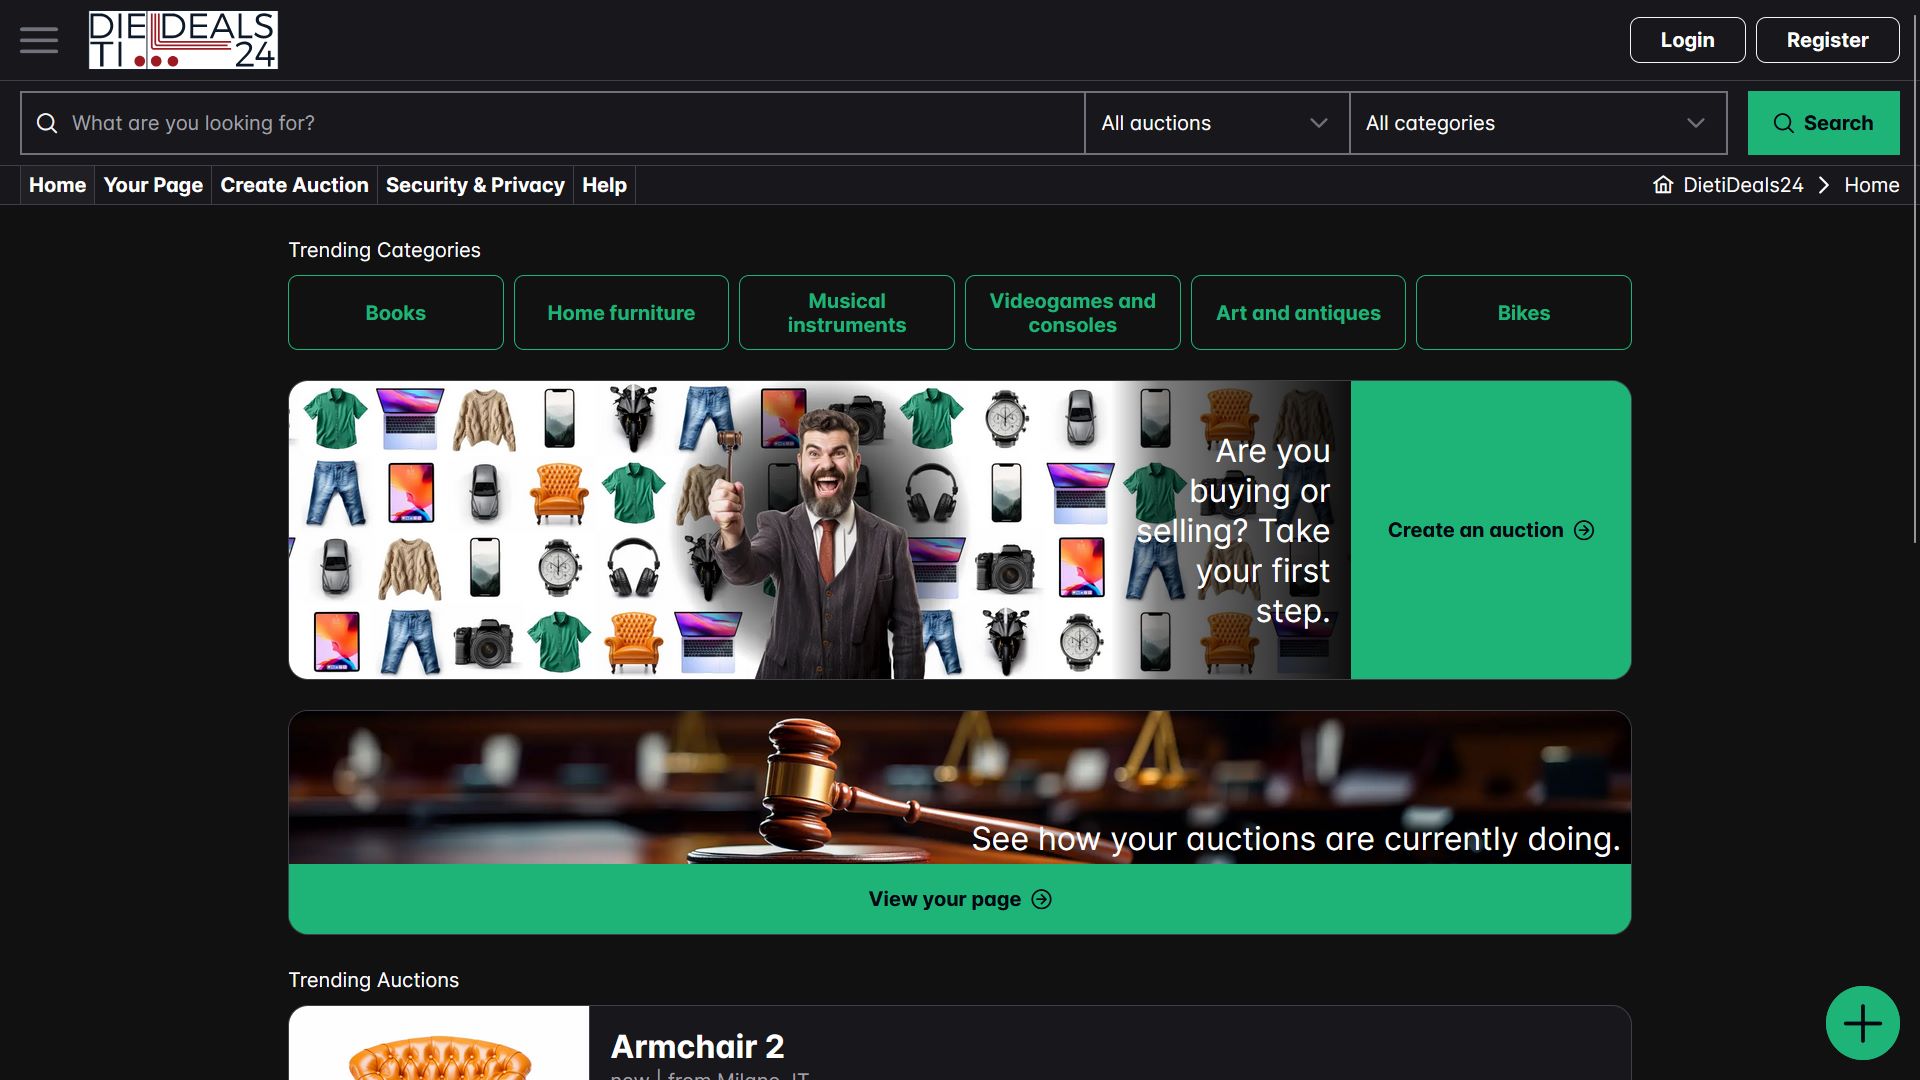 DIE DEALS
TI 24
Login
Register
What are you looking for?
All auctions
All categories
Search
Home
Your Page
Create Auction
Security & Privacy
Help
DietiDeals24
Home
Trending Categories
Books
Home furniture
Musical
instruments
Videogames and
consoles
Art and antiques
Bikes
Are you
buying or
selling? Take
your first
step.
Create an auction
See how your auctions are currently doing.
View your page
Trending Auctions
Armchair 2
new | from Milano, IT